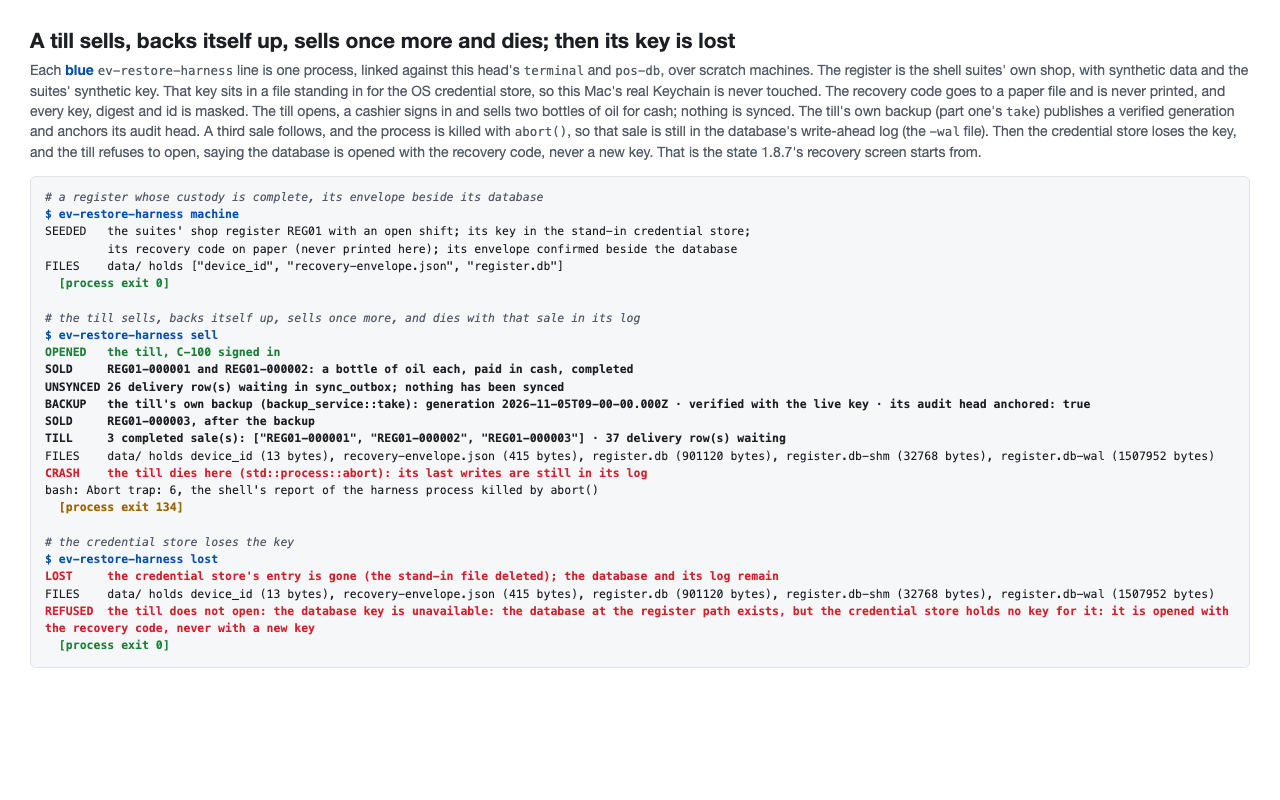 A till sells, backs itself up, sells once more and dies; then its key is lost
Each blue ev-restore-harness line is one process, linked against this head's terminal and pos-db, over scratch machines. The register is the shell suites' own shop, with synthetic data and the
suites' synthetic key. That key sits in a file standing in for the OS credential store, so this Mac's real Keychain is never touched. The recovery code goes to a paper file and is never printed, and
every key, digest and id is masked. The till opens, a cashier signs in and sells two bottles of oil for cash; nothing is synced. The till's own backup (part one's take) publishes a verified generation
and anchors its audit head. A third sale follows, and the process is killed with abort(), so that sale is still in the database's write-ahead log (the -wal file). Then the credential store loses the key,
and the till refuses to open, saying the database is opened with the recovery code, never a new key. That is the state 1.8.7's recovery screen starts from.
# a register whose custody is complete, its envelope beside its database
$ ev-restore-harness machine
SEEDED the suites' shop register REG01 with an open shift; its key in the stand-in credential store;
its recovery code on paper (never printed here); its envelope confirmed beside the database
FILES data/ holds ["device_id", "recovery-envelope.json", "register.db"]
[process exit 0]
# the till sells, backs itself up, sells once more, and dies with that sale in its log
$ ev-restore-harness sell
OPENED the till, C-100 signed in
SOLD REG01-000001 and REG01-000002: a bottle of oil each, paid in cash, completed
UNSYNCED 26 delivery row(s) waiting in sync_outbox; nothing has been synced
BACKUP the till's own backup (backup_service::take): generation 2026-11-05T09-00-00.000Z · verified with the live key · its audit head anchored: true
SOLD REG01-000003, after the backup
TILL 3 completed sale(s): ["REG01-000001", "REG01-000002", "REG01-000003"] · 37 delivery row(s) waiting
FILES data/ holds device_id (13 bytes), recovery-envelope.json (415 bytes), register.db (901120 bytes), register.db-shm (32768 bytes), register.db-wal (1507952 bytes)
CRASH the till dies here (std::process::abort): its last writes are still in its log
bash: Abort trap: 6, the shell's report of the harness process killed by abort()
[process exit 134]
# the credential store loses the key
$ ev-restore-harness lost
LOST the credential store's entry is gone (the stand-in file deleted); the database and its log remain
FILES data/ holds device_id (13 bytes), recovery-envelope.json (415 bytes), register.db (901120 bytes), register.db-shm (32768 bytes), register.db-wal (1507952 bytes)
REFUSED the till does not open: the database key is unavailable: the database at the register path exists, but the credential store holds no key for it: it is opened with
the recovery code, never with a new key
[process exit 0]